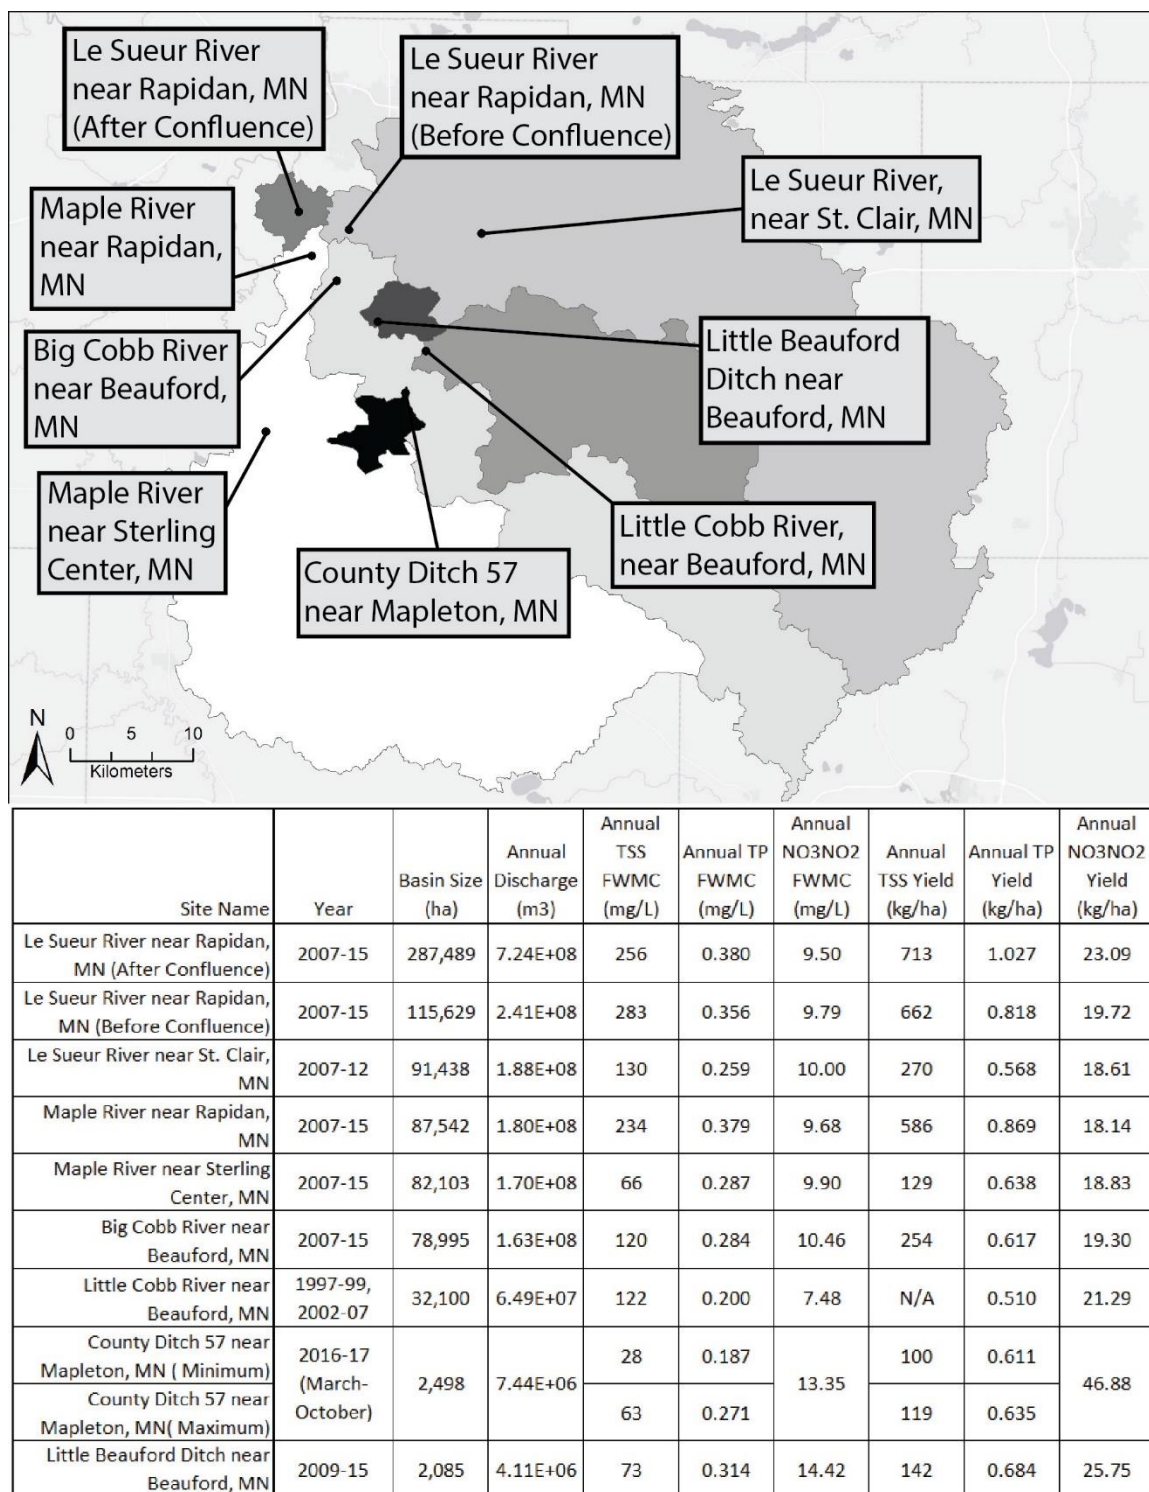 Le Sueur River
near Rapidan, MN
(After Confluence)
Le Sueur River
near Rapidan, MN
(Before Confluence)
Le Sueur River,
near St. Clair, MN
Maple River
near Rapidan,
MN
Big Cobb River
near Beauford,
MN
Little Beauford
Ditch near
Beauford, MN
Maple River
near Sterling
Center, MN
County Ditch 57
near Mapleton, MN
Little Cobb River,
near Beauford, MN
N
0 5 10
Kilometers
Site Name Year Basin Size (ha) Annual Discharge (m3) Annual TSS FWMC (mg/L) Annual TP FWMC (mg/L) Annual NO3NO2 FWMC (mg/L) Annual TSS Yield (kg/ha) Annual TP Yield (kg/ha) Annual NO3NO2 Yield (kg/ha)
Le Sueur River near Rapidan,
MN (After Confluence) 2007-15 287,489 7.24E+08 256 0.380 9.50 713 1.027 23.09
Le Sueur River near Rapidan,
MN (Before Confluence) 2007-15 115,629 2.41E+08 283 0.356 9.79 662 0.818 19.72
Le Sueur River near St. Clair,
MN 2007-12 91,438 1.88E+08 130 0.259 10.00 270 0.568 18.61
Maple River near Rapidan,
MN 2007-15 87,542 1.80E+08 234 0.379 9.68 586 0.869 18.14
Maple River near Sterling
Center, MN 2007-15 82,103 1.70E+08 66 0.287 9.90 129 0.638 18.83
Big Cobb River near
Beauford, MN 2007-15 78,995 1.63E+08 120 0.284 10.46 254 0.617 19.30
Little Cobb River near
Beauford, MN 1997-99, 2002-07 32,100 6.49E+07 122 0.200 7.48 N/A 0.510 21.29
County Ditch 57 near
Mapleton, MN ( Minimum) 2016-17 (March-October) 2,498 7.44E+06 28 0.187 13.35 100 0.611 46.88
County Ditch 57 near
Mapleton, MN( Maximum) 63 0.271 119 0.635
Little Beauford Ditch near
Beauford, MN 2009-15 2,085 4.11E+06 73 0.314 14.42 142 0.684 25.75